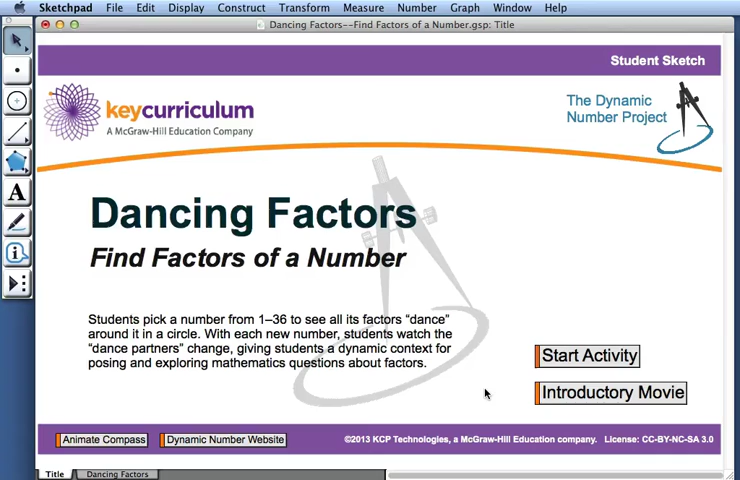 Sketchpad File Edit Display Construct Transform Measure Number Graph Window Help
Dancing Factors--Find Factors of a Number.gsp: Title
Student Sketch
keycurriculum
A McGraw-Hill Education Company
The Dynamic
Number Project
Dancing Factors
Find Factors of a Number
Students pick a number from 1–36 to see all its factors “dance”
around it in a circle. With each new number, students watch the
“dance partners” change, giving students a dynamic context for
posing and exploring mathematics questions about factors.
Start Activity
Introductory Movie
Animate Compass Dynamic Number Website ©2013 KCP Technologies, a McGraw-Hill Education company. License: CC-BY-NC-SA 3.0
Title Dancing Factors
A
i